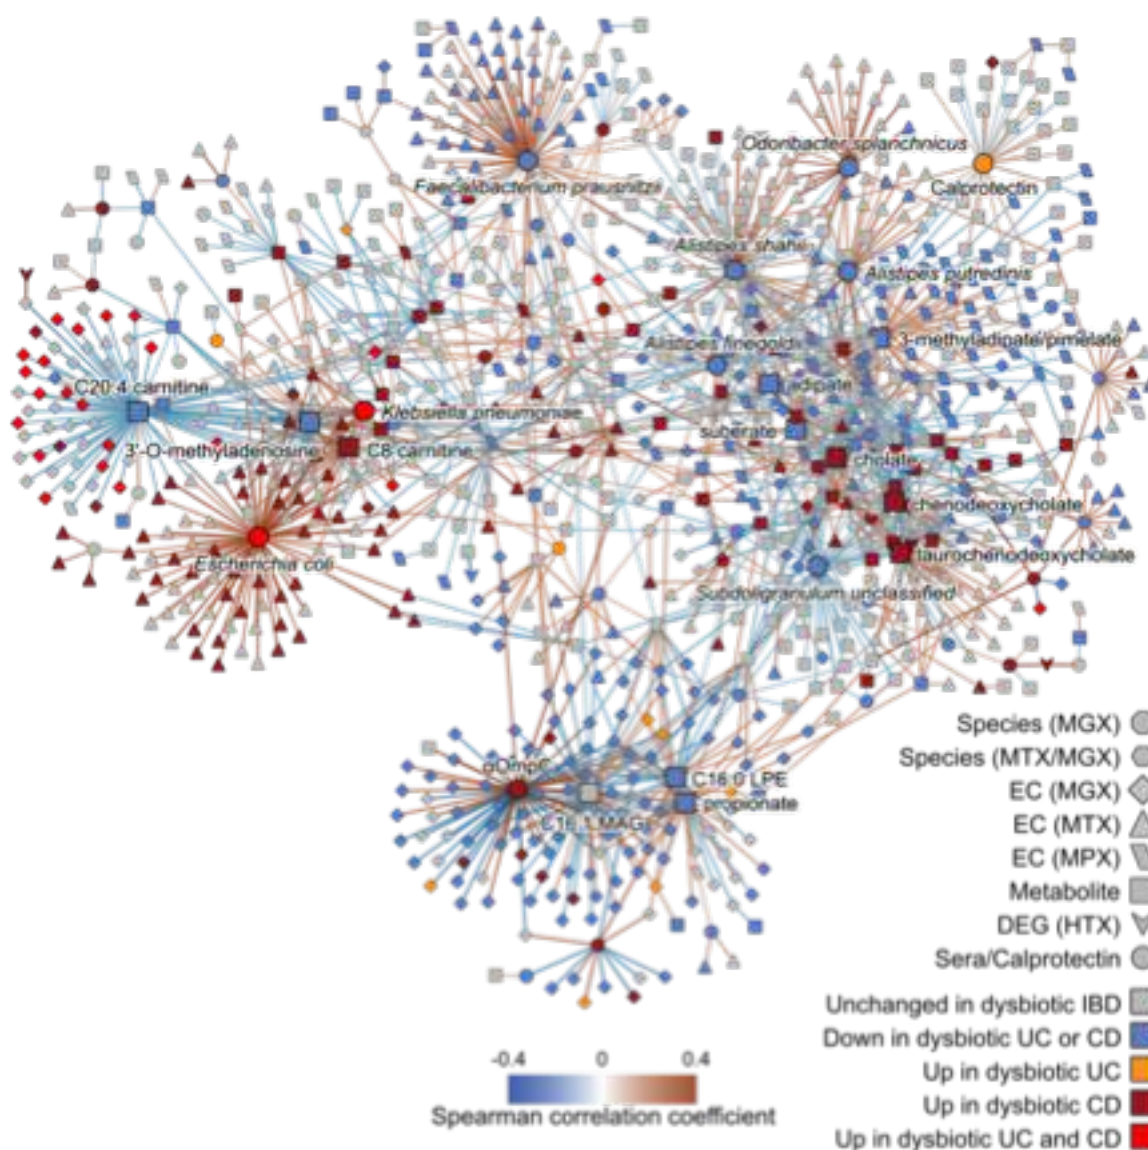 Odoribacter splanchnicus
Faecalibacterium prausnitzii
Calprotectin
Alistipes shahii
Alistipes putredinis
Alistipes finegoldii
3-methyladipate/pimelate
C20:4 carnitine
adipate
Klebsiella pneumoniae
suberate
3'-O-methyladenosine
C8 carnitine
cholate
chenodeoxycholate
taurochenodeoxycholate
Escherichia coli
Subdoligranulum unclassified
αOmpC
C16:0 LPE
propionate
Species (MGX)
Species (MTX/MGX)
EC (MGX)
EC (MTX)
EC (MPX)
Metabolite
DEG (HTX)
Sera/Calprotectin
Unchanged in dysbiotic IBD
Down in dysbiotic UC or CD
Up in dysbiotic UC
Up in dysbiotic CD
Up in dysbiotic UC and CD
-0.4 0 0.4
Spearman correlation coefficient